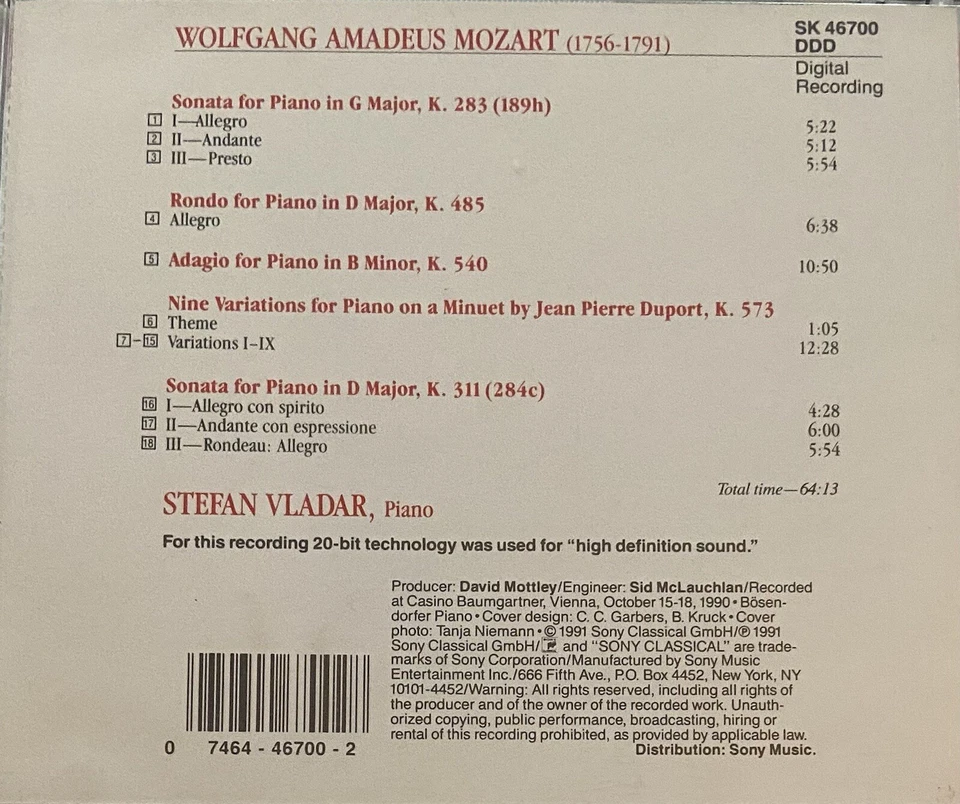 WOLFGANG AMADEUS MOZART (1756-1791)
SK 46700
DDD
Digital
Recording
Sonata for Piano in G Major, K. 283 (189h)
1 I—Allegro 5:22
2 II—Andante 5:12
3 III—Presto 5:54
Rondo for Piano in D Major, K. 485
4 Allegro 6:38
5 Adagio for Piano in B Minor, K. 540 10:50
Nine Variations for Piano on a Minuet by Jean Pierre Duport, K. 573
6 Theme 1:05
7-15 Variations I-IX 12:28
Sonata for Piano in D Major, K. 311 (284c)
16 I—Allegro con spirito 4:28
17 II—Andante con espressione 6:00
18 III—Rondeau: Allegro 5:54
Total time—64:13
STEFAN VLADAR, Piano
For this recording 20-bit technology was used for “high definition sound.”
Producer: David Mottley/Engineer: Sid McLauchlan/Recorded
at Casino Baumgartner, Vienna, October 15-18, 1990 • Bösen-
dorfer Piano • Cover design: C. C. Garbers, B. Kruck • Cover
photo: Tanja Niemann • © 1991 Sony Classical GmbH/℗ 1991
Sony Classical GmbH/ and “SONY CLASSICAL” are trade-
marks of Sony Corporation/Manufactured by Sony Music
Entertainment Inc./666 Fifth Ave., P.O. Box 4452, New York, NY
10101-4452/Warning: All rights reserved, including all rights of
the producer and of the owner of the recorded work. Unauth-
orized copying, public performance, broadcasting, hiring or
rental of this recording prohibited, as provided by applicable law.
Distribution: Sony Music.
0 7464 - 46700 - 2